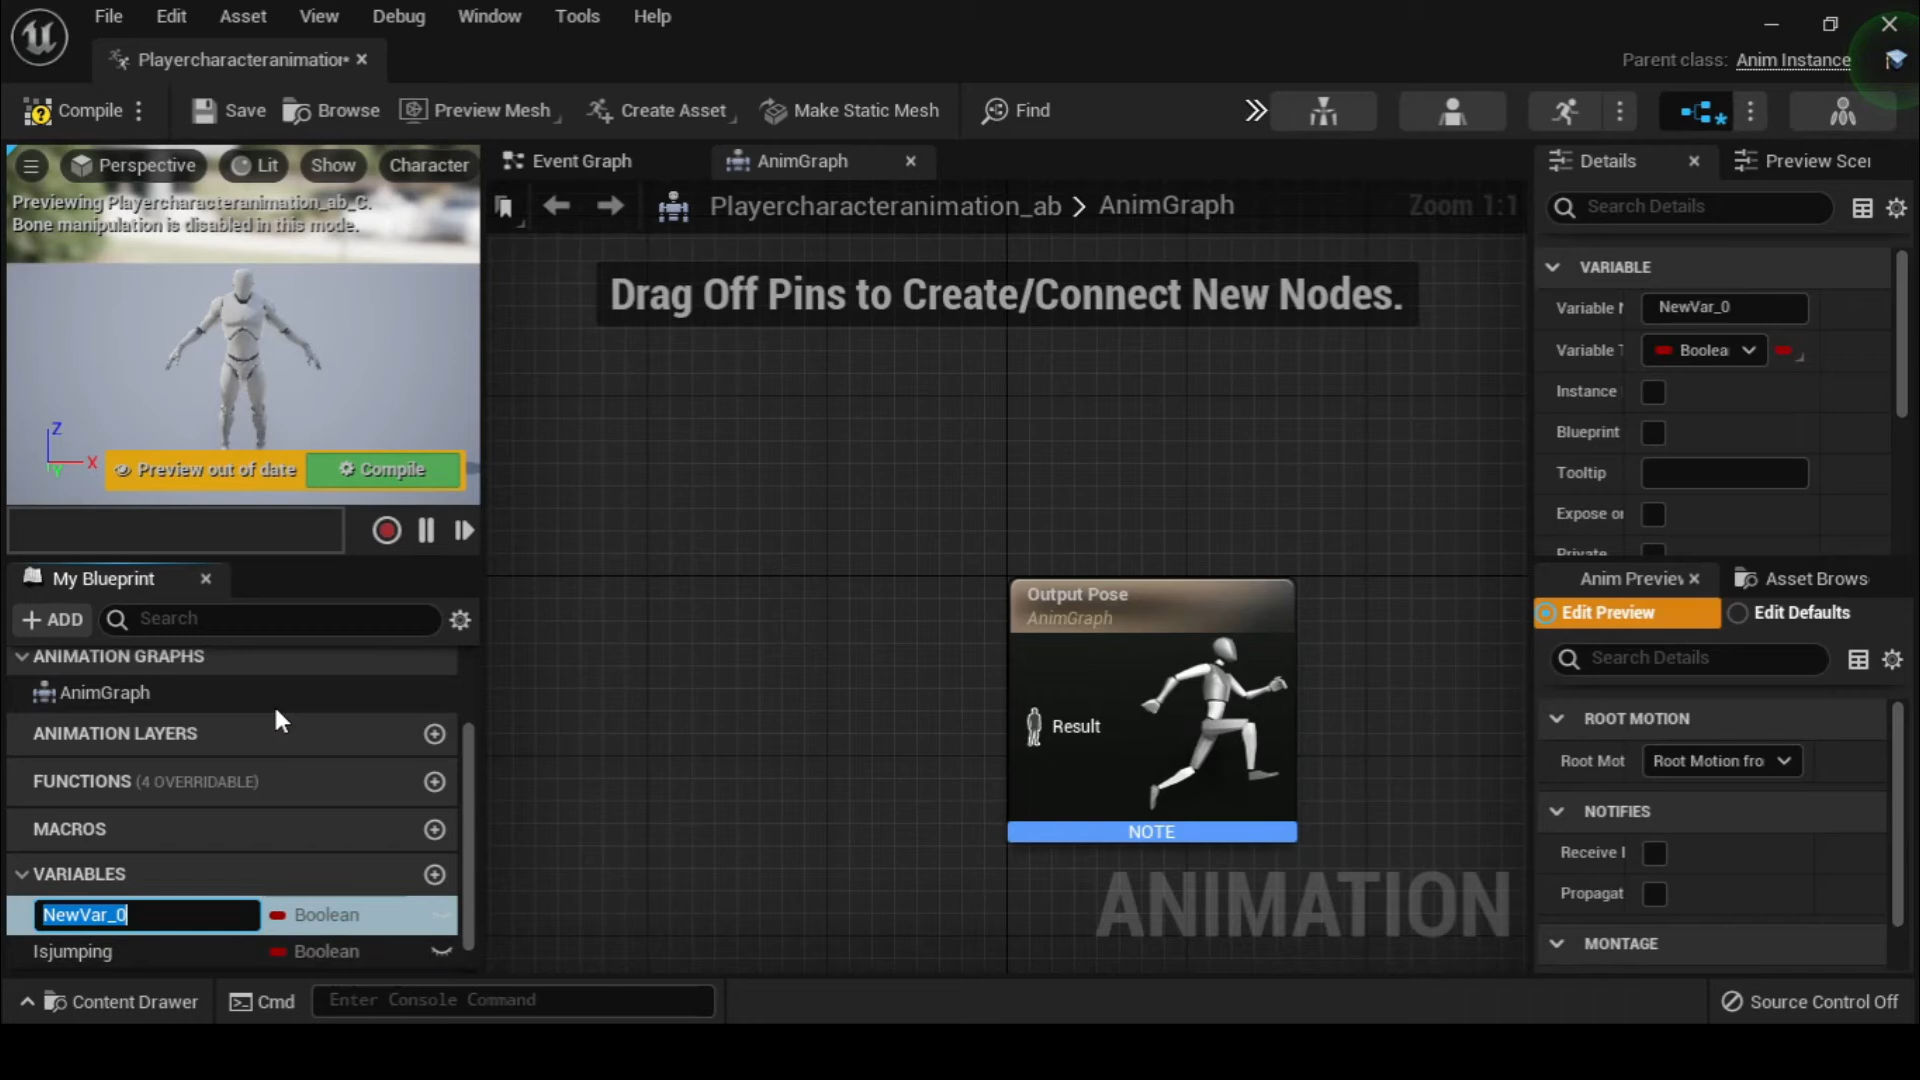 File Edit Asset View Debug Window Tools Help
Playercharacteranimation•
Parent class: Anim Instance
Compile Save Browse Preview Mesh Create Asset Make Static Mesh Find
Perspective Lit Show Character
Previewing Playercharacteranimation_ab_C.
Bone manipulation is disabled in this mode.
Z
X
Y
Preview out of date Compile
Event Graph AnimGraph
Playercharacteranimation_ab > AnimGraph Zoom 1:1
Drag Off Pins to Create/Connect New Nodes.
Output Pose
AnimGraph
Result
NOTE
ANIMATION
My Blueprint
+ ADD Search
ANIMATION GRAPHS
AnimGraph
ANIMATION LAYERS
FUNCTIONS (4 OVERRIDABLE)
MACROS
VARIABLES
NewVar_0 Boolean
Isjumping Boolean
Details Preview Scer
Search Details
VARIABLE
Variable N NewVar_0
Variable T Boolea
Instance
Blueprint
Tooltip
Expose or
Private
Anim Previev Asset Brows
Edit Preview Edit Defaults
Search Details
ROOT MOTION
Root Mot Root Motion fro
NOTIFIES
Receive I
Propagat
MONTAGE
Content Drawer Cmd Enter Console Command Source Control Off